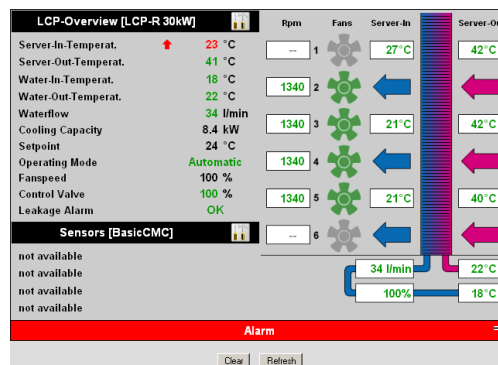 LCP-Overview [LCP-R 30kW]
Server-In-Temperat. 23 °C
Server-Out-Temperat. 41 °C
Water-In-Temperat. 18 °C
Water-Out-Temperat. 22 °C
Waterflow 34 l/min
Cooling Capacity 8.4 kW
Setpoint 24 °C
Operating Mode Automatic
Fanspeed 100 %
Control Valve 100 %
Leakage Alarm OK
Sensors [BasicCMC]
not available
not available
not available
not available
Rpm Fans Server-In Server-Ou
-- 1 27°C 42°C
1340 2
1340 3 21°C 42°C
1340 4
1340 5 21°C 40°C
-- 6
34 l/min 22°C
100% 18°C
Alarm
Clear Refresh